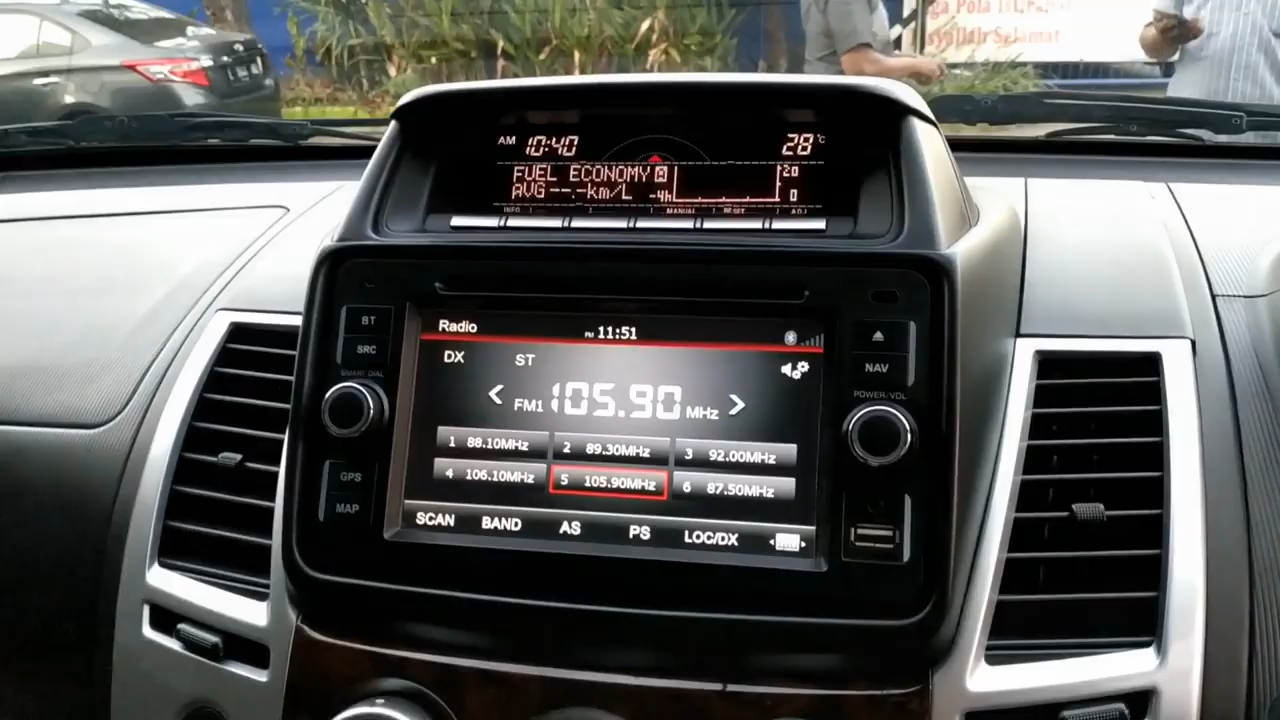 AM 10:40
28°C
FUEL ECONOMY A
20
AVG --.-km/L -4h
0
INFO MANUAL RESET ADJ
BT
SRC
SMART DIAL
GPS
MAP
Radio
11:51
DX ST
FM1 105.90 MHz
1 88.10MHz 2 89.30MHz 3 92.00MHz
4 106.10MHz 5 105.90MHz 6 87.50MHz
SCAN BAND AS PS LOC/DX
NAV
POWER/VOL